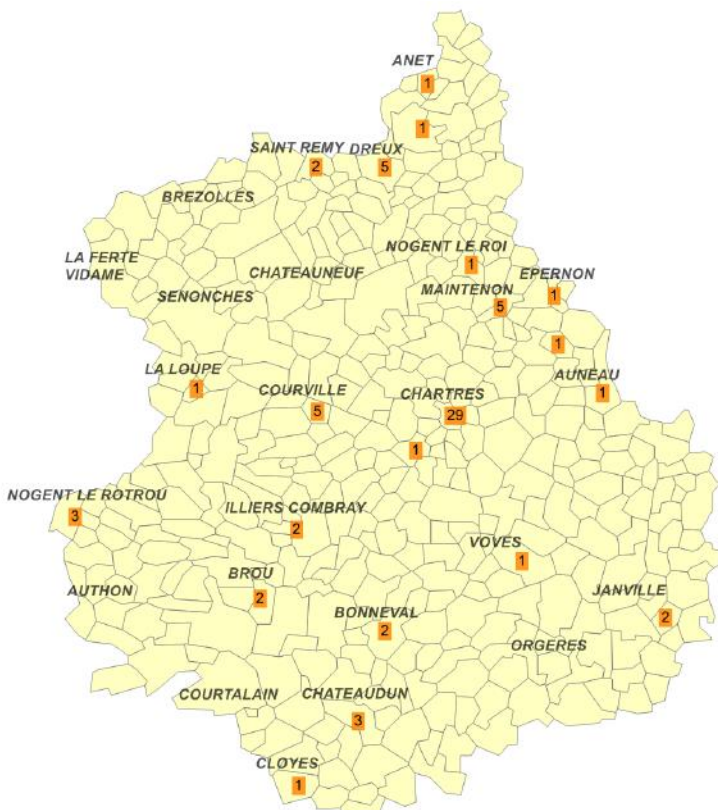 ANET
1
1
SAINT REMY
DREUX
2
5
BREZOLLES
NOGENT LE ROI
1
LA FERTE
VIDAME
CHATEAUNEUF
EPERNON
1
SENONCHES
MAINTENON
5
1
LA LOUPE
1
COURVILLE
5
CHARTRES
29
AUNEAU
1
1
NOGENT LE ROTROU
3
ILLIERS COMBRAY
2
VOVES
1
BROU
2
AUTHON
JANVILLE
2
BONNEVAL
2
ORGERES
COURTALAIN
CHATEAUDUN
3
CLOYES
1